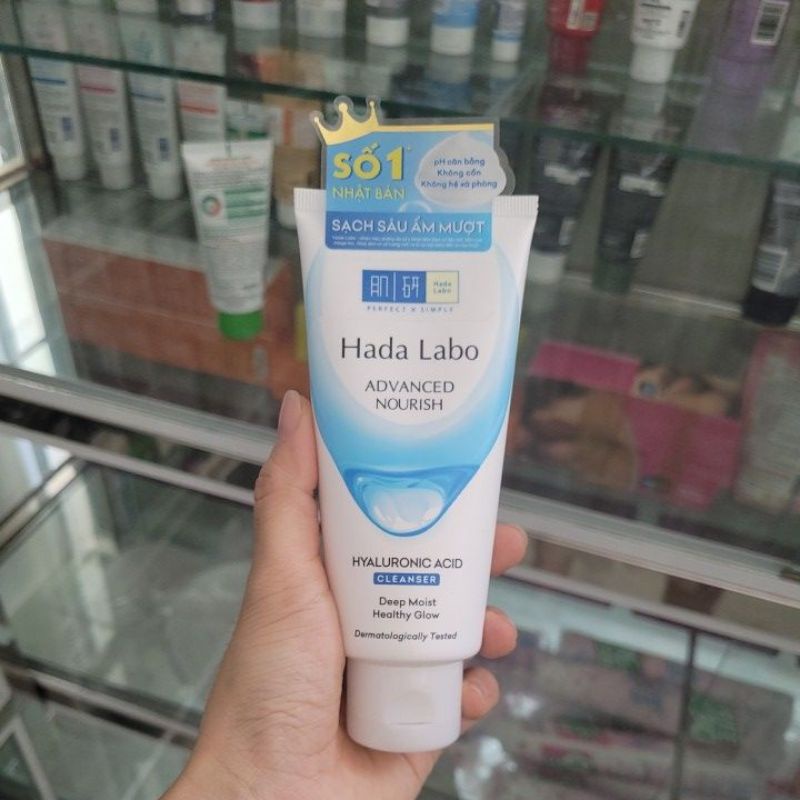 SỐ 1*
NHẬT BẢN
pH cân bằng
Không cồn
Không hệ xà phòng
SẠCH SÂU ẨM MƯỢT
肌 研
Hada
Labo
PERFECT × SIMPLE
Hada Labo
ADVANCED
NOURISH
HYALURONIC ACID
CLEANSER
Deep Moist
Healthy Glow
Dermatologically Tested